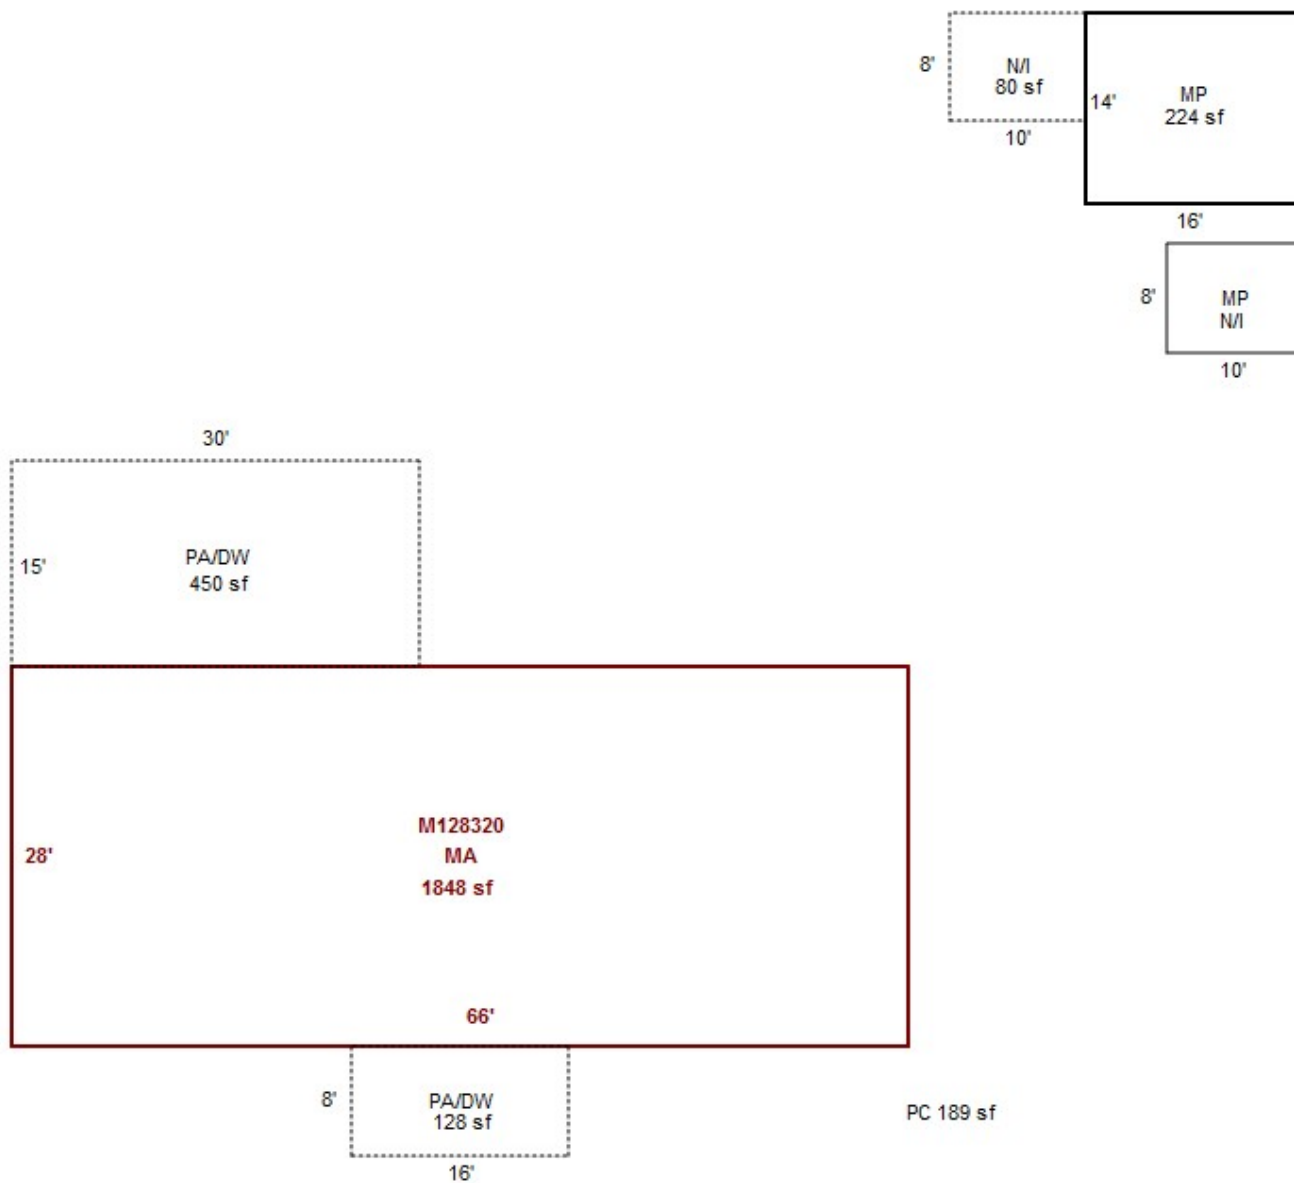 8'
N/I
80 sf
10'
14'
MP
224 sf
16'
8'
MP
N/I
10'
30'
15'
PA/DW
450 sf
28'
M128320
MA
1848 sf
66'
8'
PA/DW
128 sf
16'
PC 189 sf